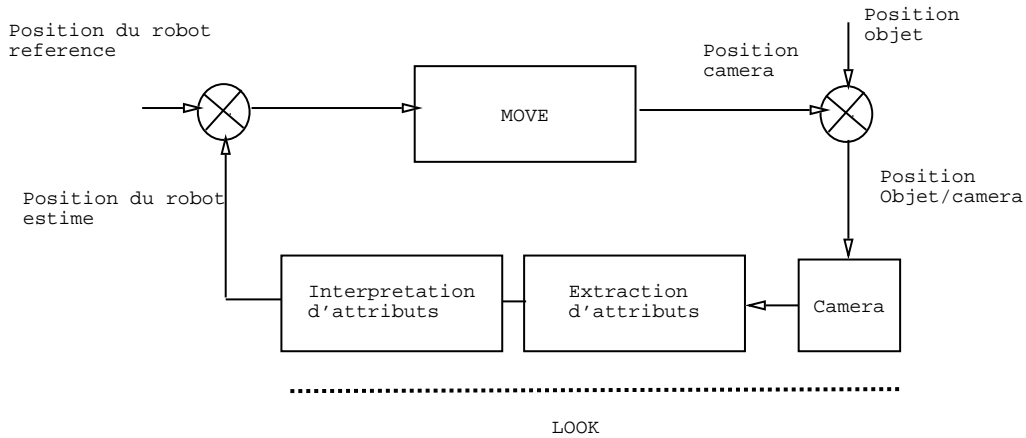 Position du robot
reference
Position
objet
Position
camera
MOVE
Position
Objet/camera
Position du robot
estime
Interpretation
d'attributs
Extraction
d'attributs
Camera
LOOK